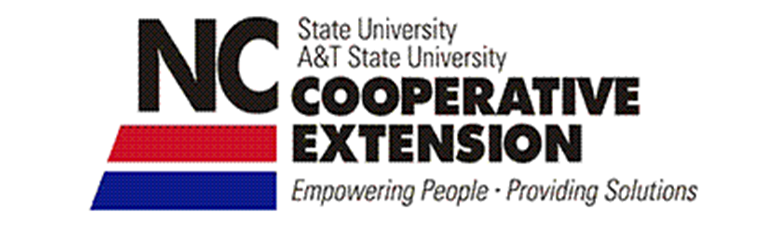 NC
State University
A&T State University
COOPERATIVE
EXTENSION
Empowering People · Providing Solutions